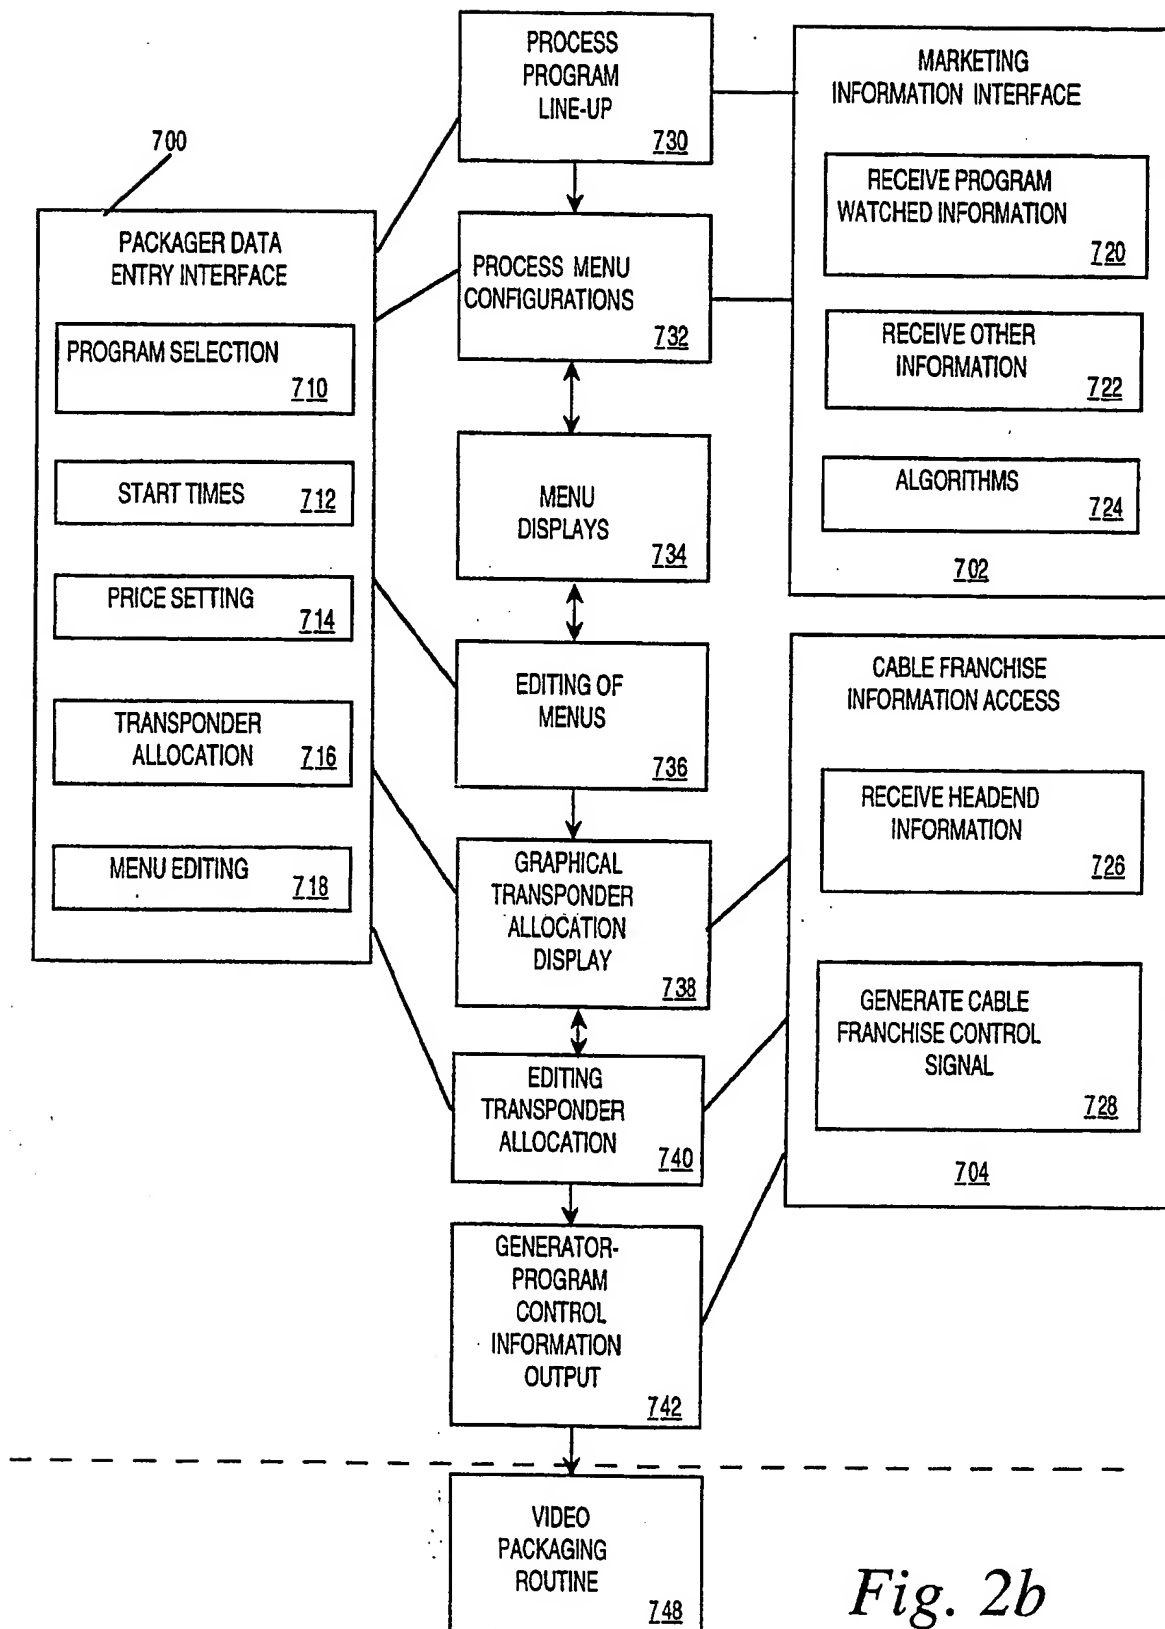 700
PACKAGER DATA
ENTRY INTERFACE
PROGRAM SELECTION
710
START TIMES 712
PRICE SETTING 714
TRANSPONDER
ALLOCATION 716
MENU EDITING 718
PROCESS
PROGRAM
LINE-UP
730
PROCESS MENU
CONFIGURATIONS
732
MENU
DISPLAYS
734
EDITING OF
MENUS
736
GRAPHICAL
TRANSPONDER
ALLOCATION
DISPLAY
738
EDITING
TRANSPONDER
ALLOCATION
740
GENERATOR-
PROGRAM
CONTROL
INFORMATION
OUTPUT
742
VIDEO
PACKAGING
ROUTINE
748
MARKETING
INFORMATION INTERFACE
RECEIVE PROGRAM
WATCHED INFORMATION
720
RECEIVE OTHER
INFORMATION
722
ALGORITHMS
724
702
CABLE FRANCHISE
INFORMATION ACCESS
RECEIVE HEADEND
INFORMATION
726
GENERATE CABLE
FRANCHISE CONTROL
SIGNAL
728
704
Fig. 2b